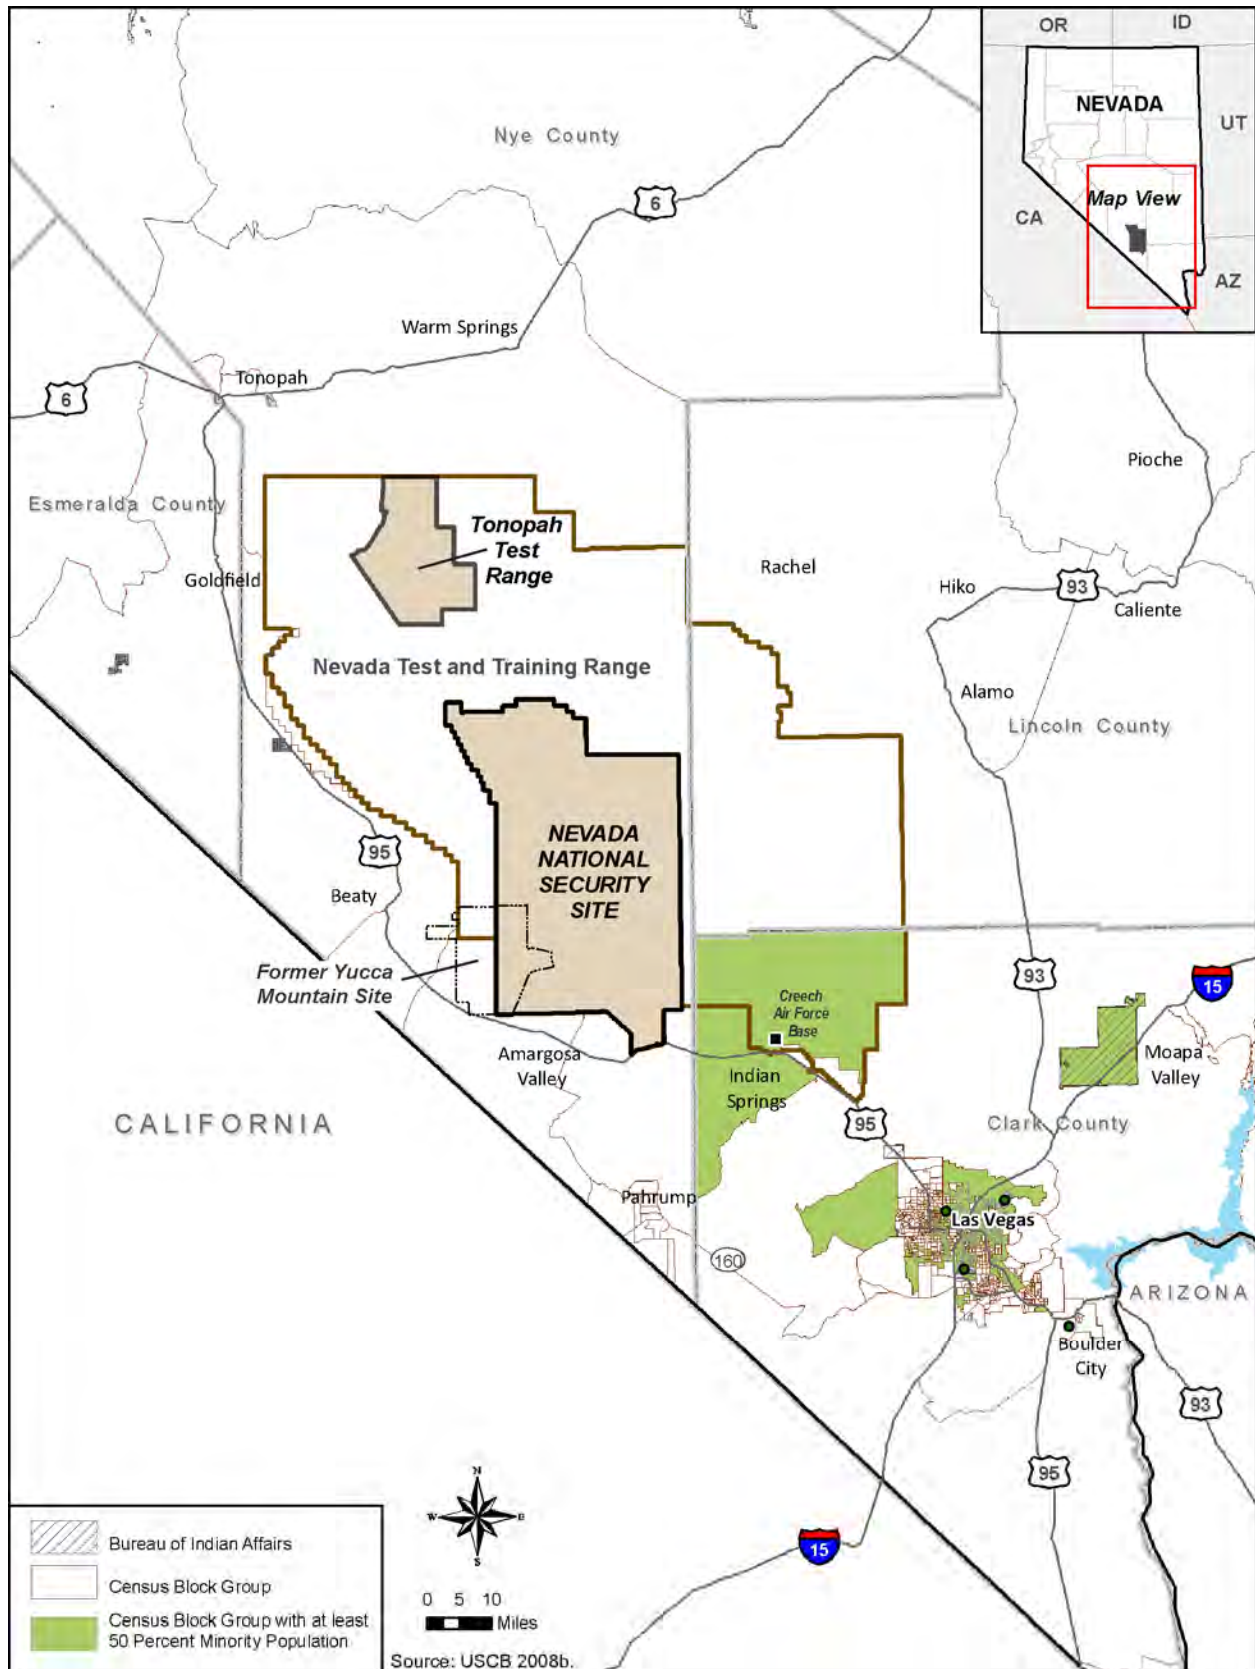 OR
ID
NEVADA
UT
Map View
CA
AZ
Nye County
6
Warm Springs
Tonopah
6
Pioche
Esmeralda County
Tonopah
Test
Range
Rachel
Goldfield
Hiko
93
Caliente
Nevada Test and Training Range
Alamo
Lincoln County
NEVADA
NATIONAL
SECURITY
SITE
95
Beaty
Former Yucca
Mountain Site
93
15
Creech
Air Force
Base
Amargosa
Valley
Moapa
Valley
Indian
Springs
CALIFORNIA
95
Clark County
Pahrump
Las Vegas
160
ARIZONA
Boulder
City
93
95
N
W
E
S
15
Bureau of Indian Affairs
Census Block Group
Census Block Group with at least
50 Percent Minority Population
0 5 10
Miles
Source: USCB 2008b.